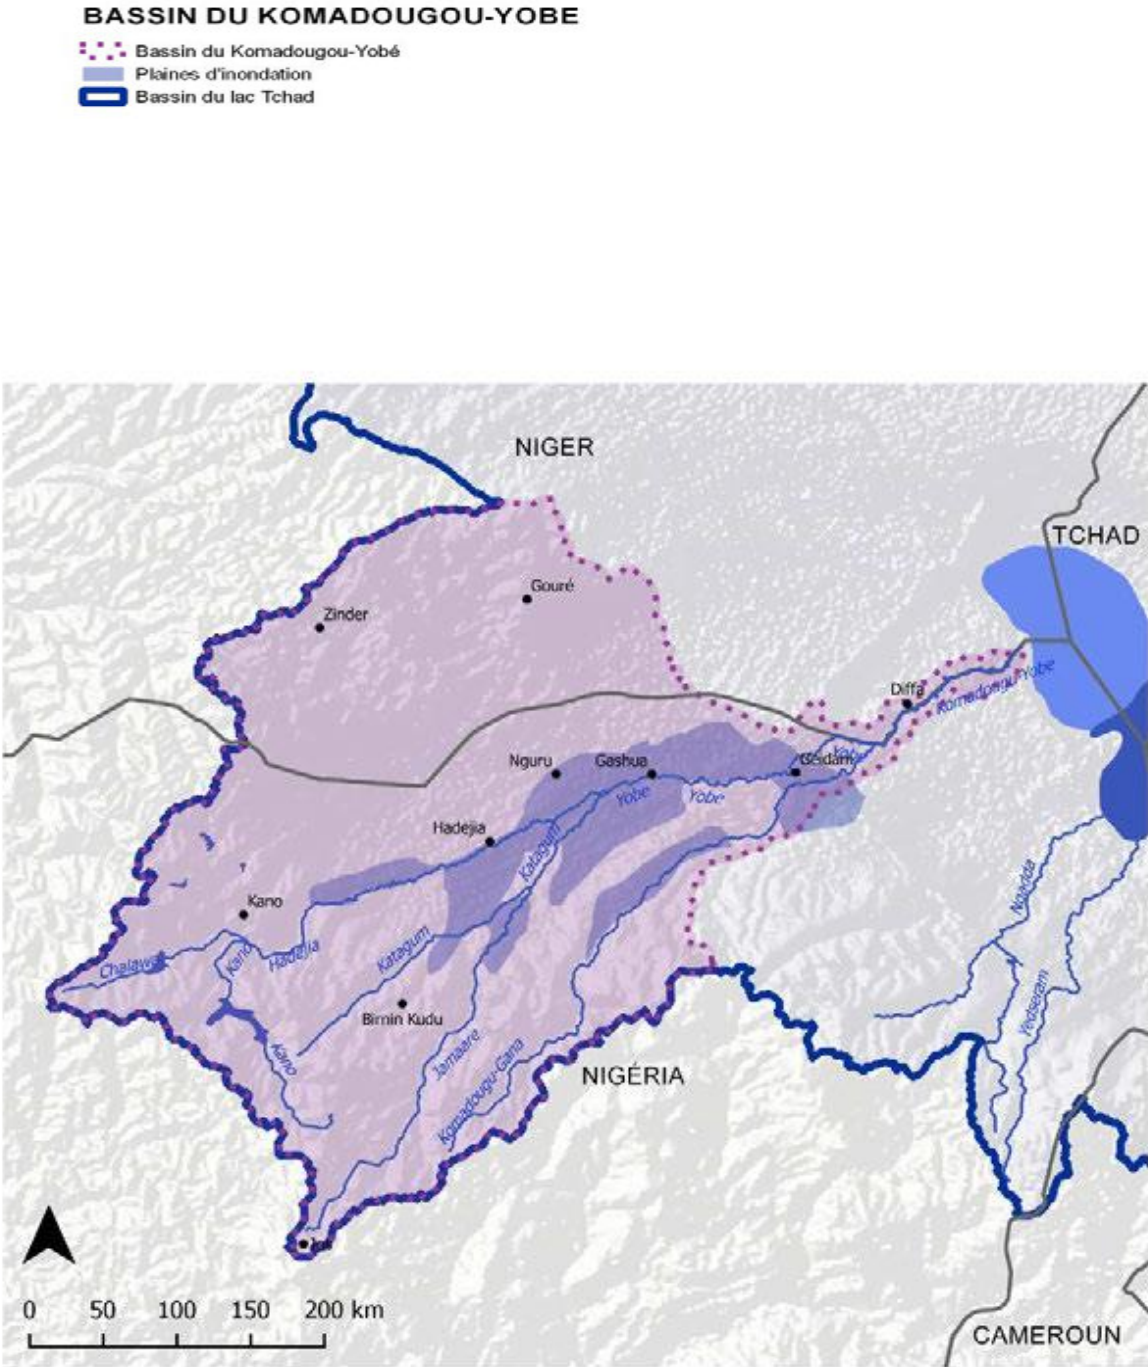 BASSIN DU KOMADOUGOU-YOBE
Bassin du Komadougou-Yobé
Plaines d'inondation
Bassin du lac Tchad
NIGER
TCHAD
Gouré
Zinder
Komadougu-Yobe
Diffa
Yobe
Nguru
Gashua
Geidam
Yobe
Yobe
Hadejia
Katagum
Ngadda
Kano
Katagum
Hadejia
Kano
Chalawa
Yedseram
Birnin Kudu
Kano
Jamaare
Komadougu-Gana
NIGÉRIA
0 50 100 150 200 km
CAMEROUN